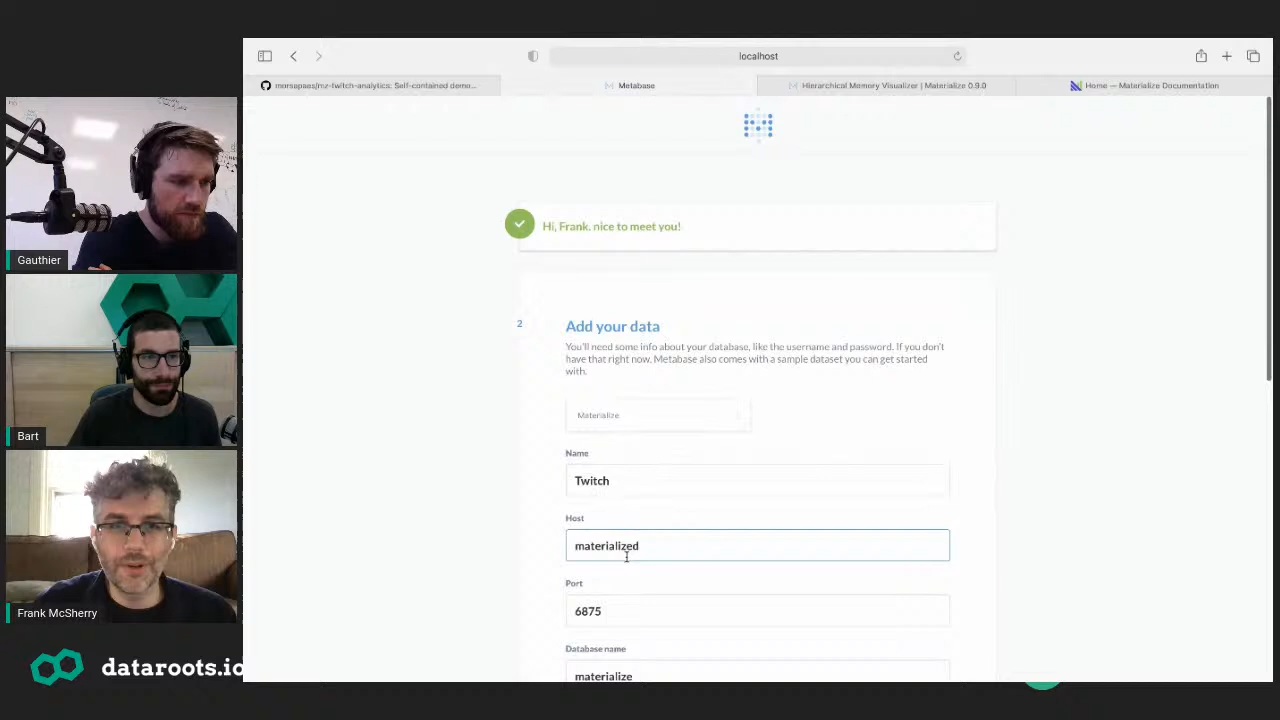 localhost
morsapaes/mz-twitch-analytics: Self-contained demo...
Metabase
Hierarchical Memory Visualizer | Materialize 0.9.0
Home — Materialize Documentation
Hi, Frank. nice to meet you!
2
Add your data
You'll need some info about your database, like the username and password. If you don't
have that right now, Metabase also comes with a sample dataset you can get started
with.
Materialize
Name
Twitch
Host
materialized
Port
6875
Database name
materialize
Gauthier
Bart
Frank McSherry
dataroots.io